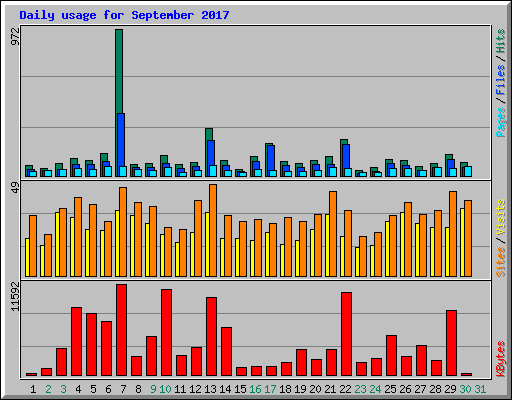 Daily usage for September 2017
972
Pages / Files / Hits
49
Sites / Visits
11592
KBytes
1 2 3 4 5 6 7 8 9 10 11 12 13 14 15 16 17 18 19 20 21 22 23 24 25 26 27 28 29 30 31